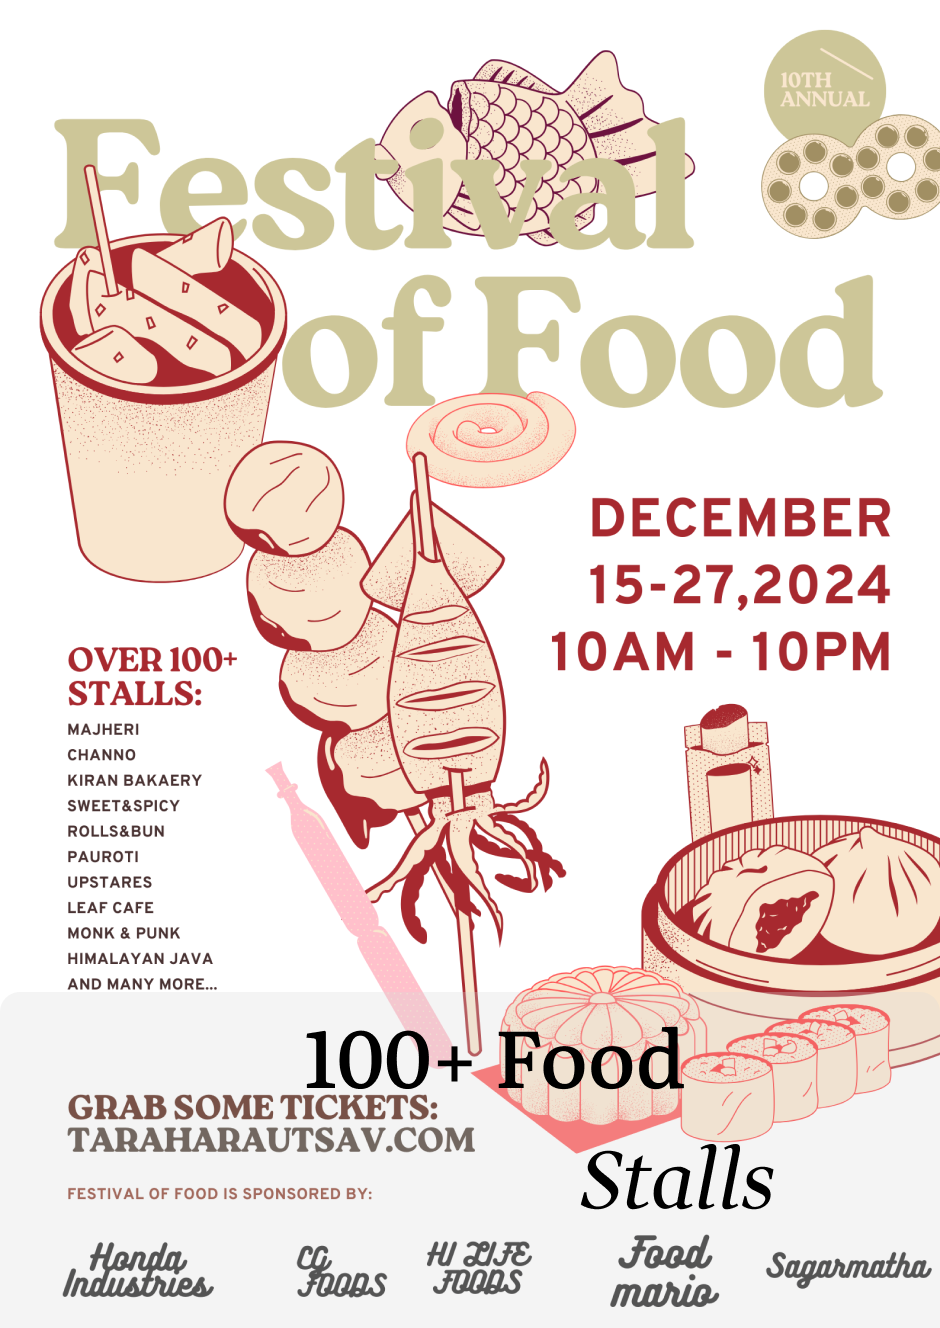 10TH
ANNUAL
Festival
of Food
DECEMBER
15-27,2024
10AM - 10PM
OVER 100+
STALLS:
MAJHERI
CHANNO
KIRAN BAKAERY
SWEET&SPICY
ROLLS&BUN
PAUROTI
UPSTARES
LEAF CAFE
MONK & PUNK
HIMALAYAN JAVA
AND MANY MORE...
100+ Food
Stalls
GRAB SOME TICKETS:
TARAHARAUTSAV.COM
FESTIVAL OF FOOD IS SPONSORED BY:
Honda
Industries
CG
FOODS
HI LIFE
FOODS
Food
mario
Sagarmatha